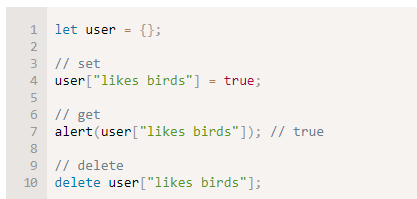 1 let user = {};
2
3 // set
4 user["likes birds"] = true;
5
6 // get
7 alert(user["likes birds"]); // true
8
9 // delete
10 delete user["likes birds"];